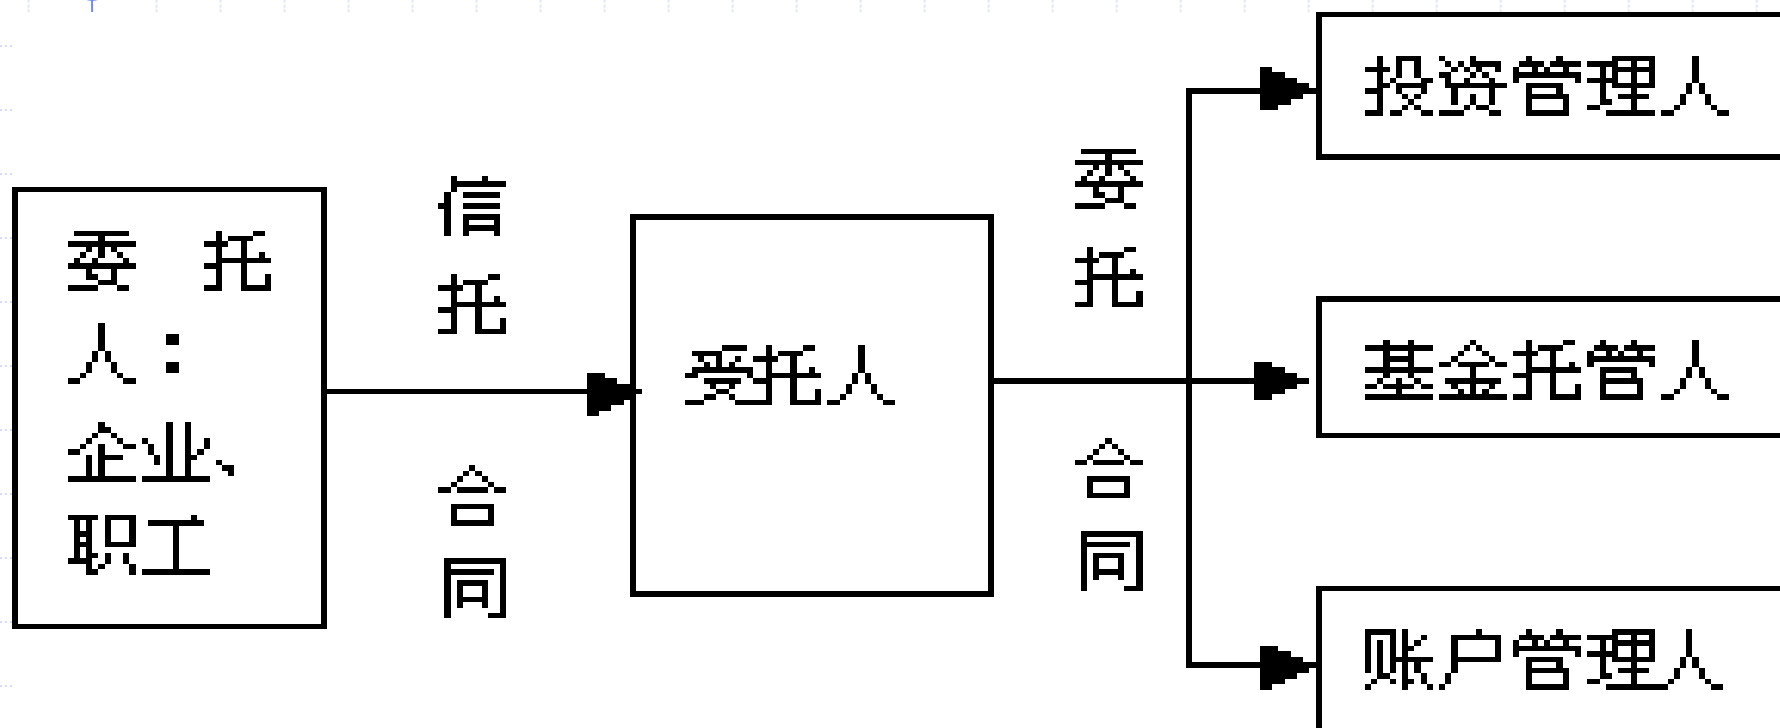 委 托
人：
企业、
职工
信
托
合
同
受托人
委
托
合
同
投资管理人
基金托管人
账户管理人